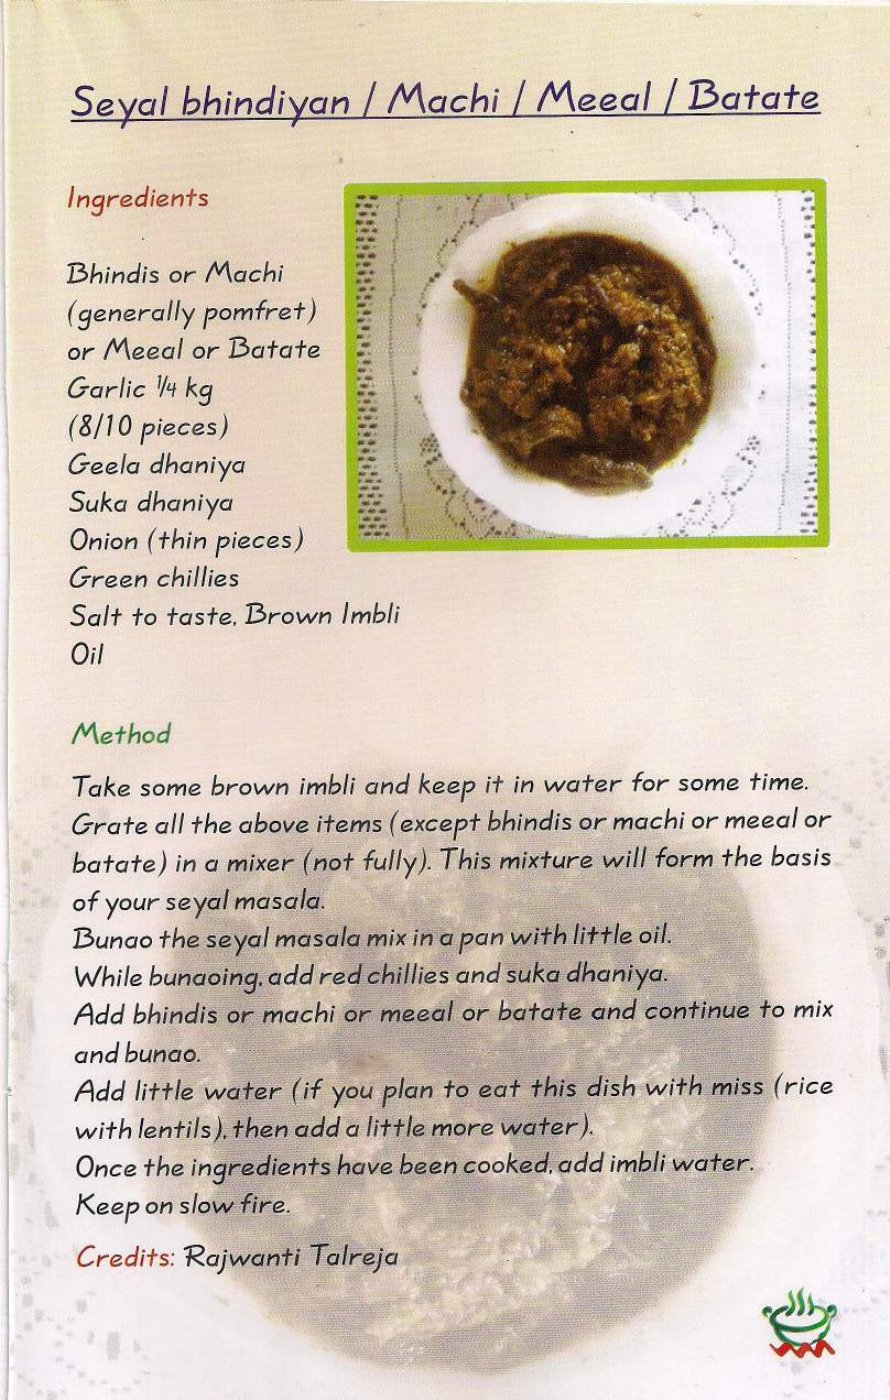 Seyal bhindiyan / Machi / Meeal / Batate
Ingredients
Bhindis or Machi
(generally pomfret)
or Meeal or Batate
Garlic ¼ kg
(8/10 pieces)
Geela dhaniya
Suka dhaniya
Onion (thin pieces)
Green chillies
Salt to taste, Brown Imbli
Oil
Method
Take some brown imbli and keep it in water for some time.
Grate all the above items (except bhindis or machi or meeal or
batate) in a mixer (not fully). This mixture will form the basis
of your seyal masala.
Bunao the seyal masala mix in a pan with little oil.
While bunaoing, add red chillies and suka dhaniya.
Add bhindis or machi or meeal or batate and continue to mix
and bunao.
Add little water (if you plan to eat this dish with miss (rice
with lentils), then add a little more water).
Once the ingredients have been cooked, add imbli water.
Keep on slow fire.
Credits: Rajwanti Talreja